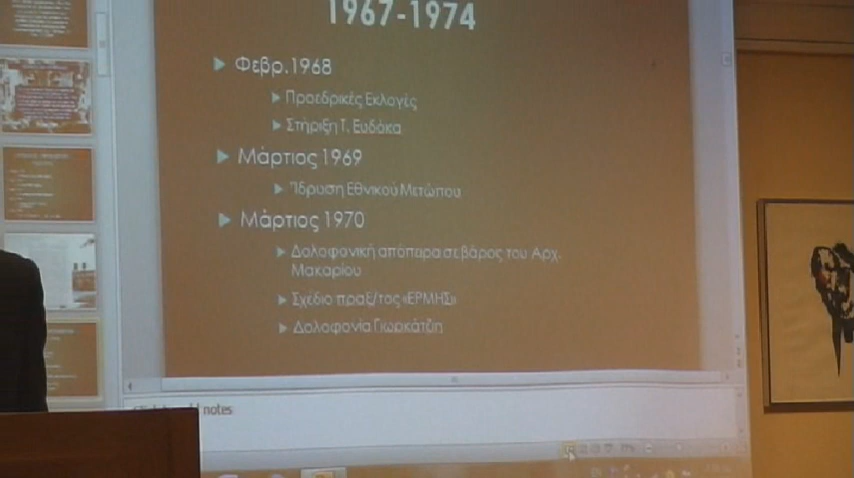 1967-1974
Φεβρ.1968
Προεδρικές Εκλογές
Στήριξη Τ. Ευδόκα
Μάρτιος 1969
Ίδρυση Εθνικού Μετώπου
Μάρτιος 1970
Δολοφονική απόπειρα σε βάρος του Αρχ.
Μακαρίου
Σχέδιο πραξ/τος «ΕΡΜΗΣ»
Δολοφονία Γιωρκάτζη
notes